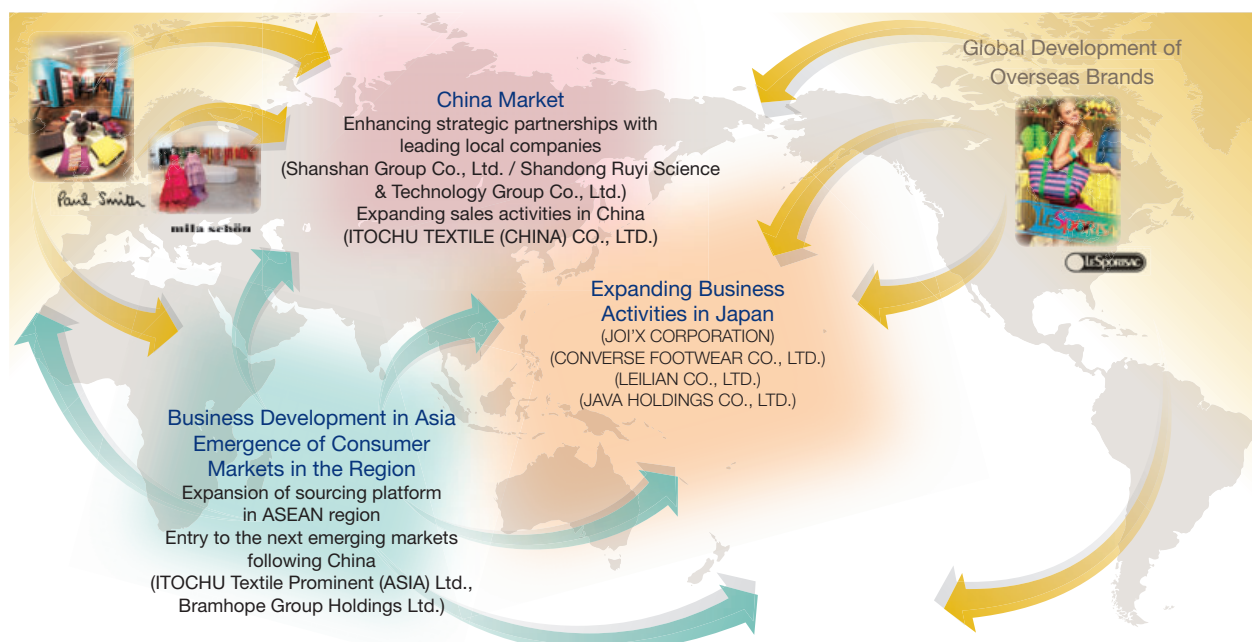 Global Development of
Overseas Brands
Paul Smith
mila schön
LESPORTSAC
China Market
Enhancing strategic partnerships with
leading local companies
(Shanshan Group Co., Ltd. / Shandong Ruyi Science
& Technology Group Co., Ltd.)
Expanding sales activities in China
(ITOCHU TEXTILE (CHINA) CO., LTD.)
Expanding Business
Activities in Japan
(JOI'X CORPORATION)
(CONVERSE FOOTWEAR CO., LTD.)
(LEILIAN CO., LTD.)
(JAVA HOLDINGS CO., LTD.)
Business Development in Asia
Emergence of Consumer
Markets in the Region
Expansion of sourcing platform
in ASEAN region
Entry to the next emerging markets
following China
(ITOCHU Textile Prominent (ASIA) Ltd.,
Bramhope Group Holdings Ltd.)